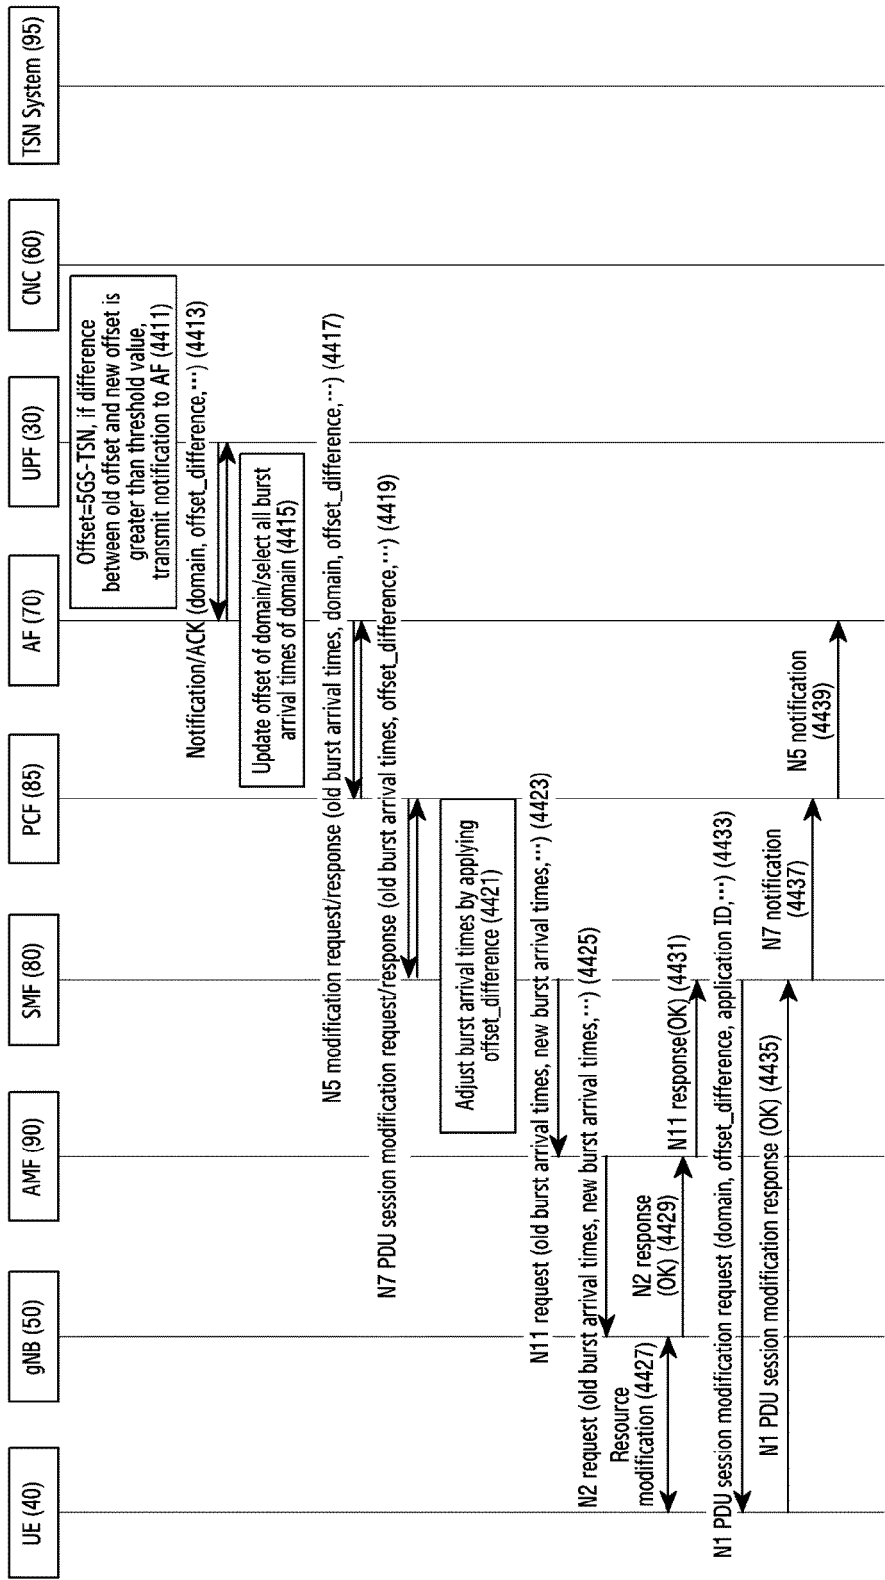 UE (40)
gNB (50)
AMF (90)
SMF (80)
PCF (85)
AF (70)
UPF (30)
CNC (60)
TSN System (95)
Offset=5GS-TSN, if difference
between old offset and new offset is
greater than threshold value,
transmit notification to AF (4411)
Notification/ACK (domain, offset_difference,···) (4413)
Update offset of domain/select all burst
arrival times of domain (4415)
N5 modification request/response (old burst arrival times, domain, offset_difference,···) (4417)
N7 PDU session modification request/response (old burst arrival times, offset_difference,···) (4419)
Adjust burst arrival times by applying
offset_difference (4421)
N11 request (old burst arrival times, new burst arrival times,···) (4423)
N2 request (old burst arrival times, new burst arrival times,···) (4425)
Resource
modification (4427)
N2 response
(OK) (4429)
N11 response(OK) (4431)
N1 PDU session modification request (domain, offset_difference, application ID,···) (4433)
N1 PDU session modification response (OK) (4435)
N7 notification
(4437)
N5 notification
(4439)